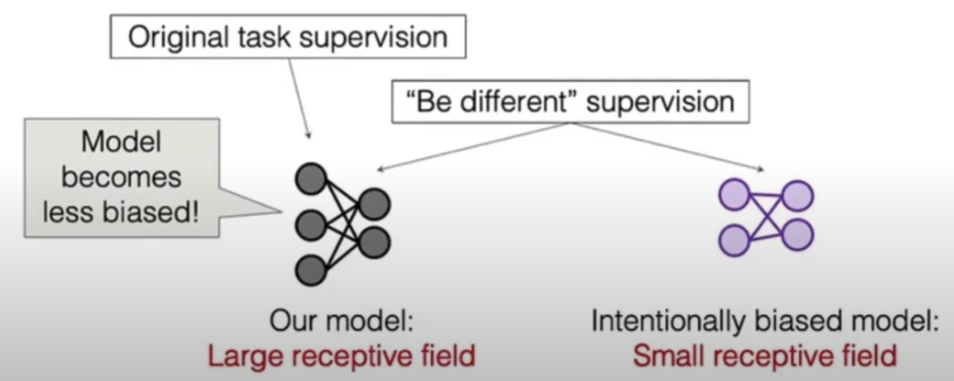 Original task supervision
“Be different” supervision
Model
becomes
less biased!
Our model:
Large receptive field
Intentionally biased model:
Small receptive field